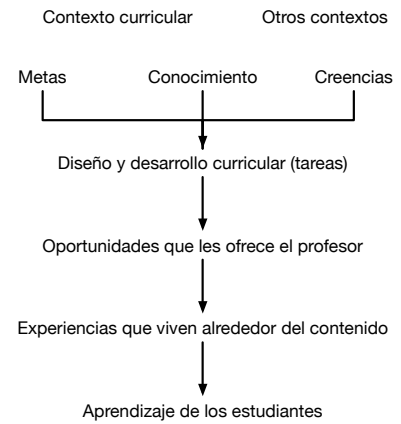 Contexto curricular Otros contextos
Metas Conocimiento Creencias
Diseño y desarrollo curricular (tareas)
Oportunidades que les ofrece el profesor
Experiencias que viven alrededor del contenido
Aprendizaje de los estudiantes